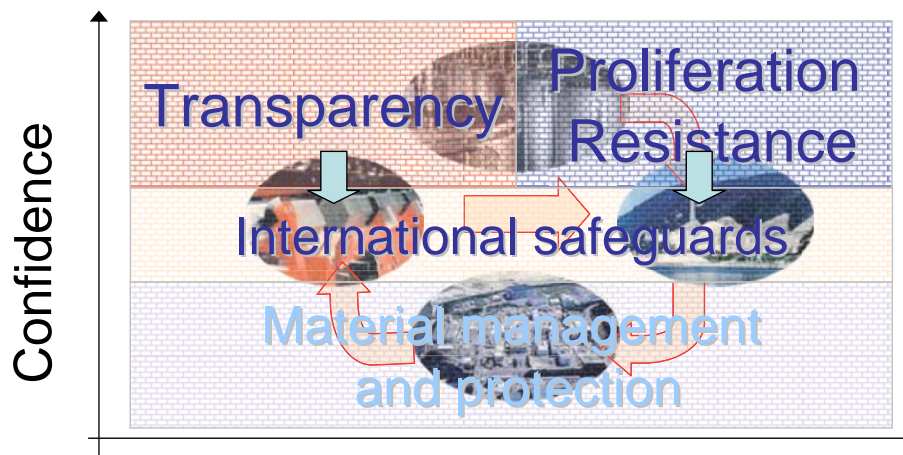 Confidence
Transparency
Proliferation
Resistance
International safeguards
Material management
and protection